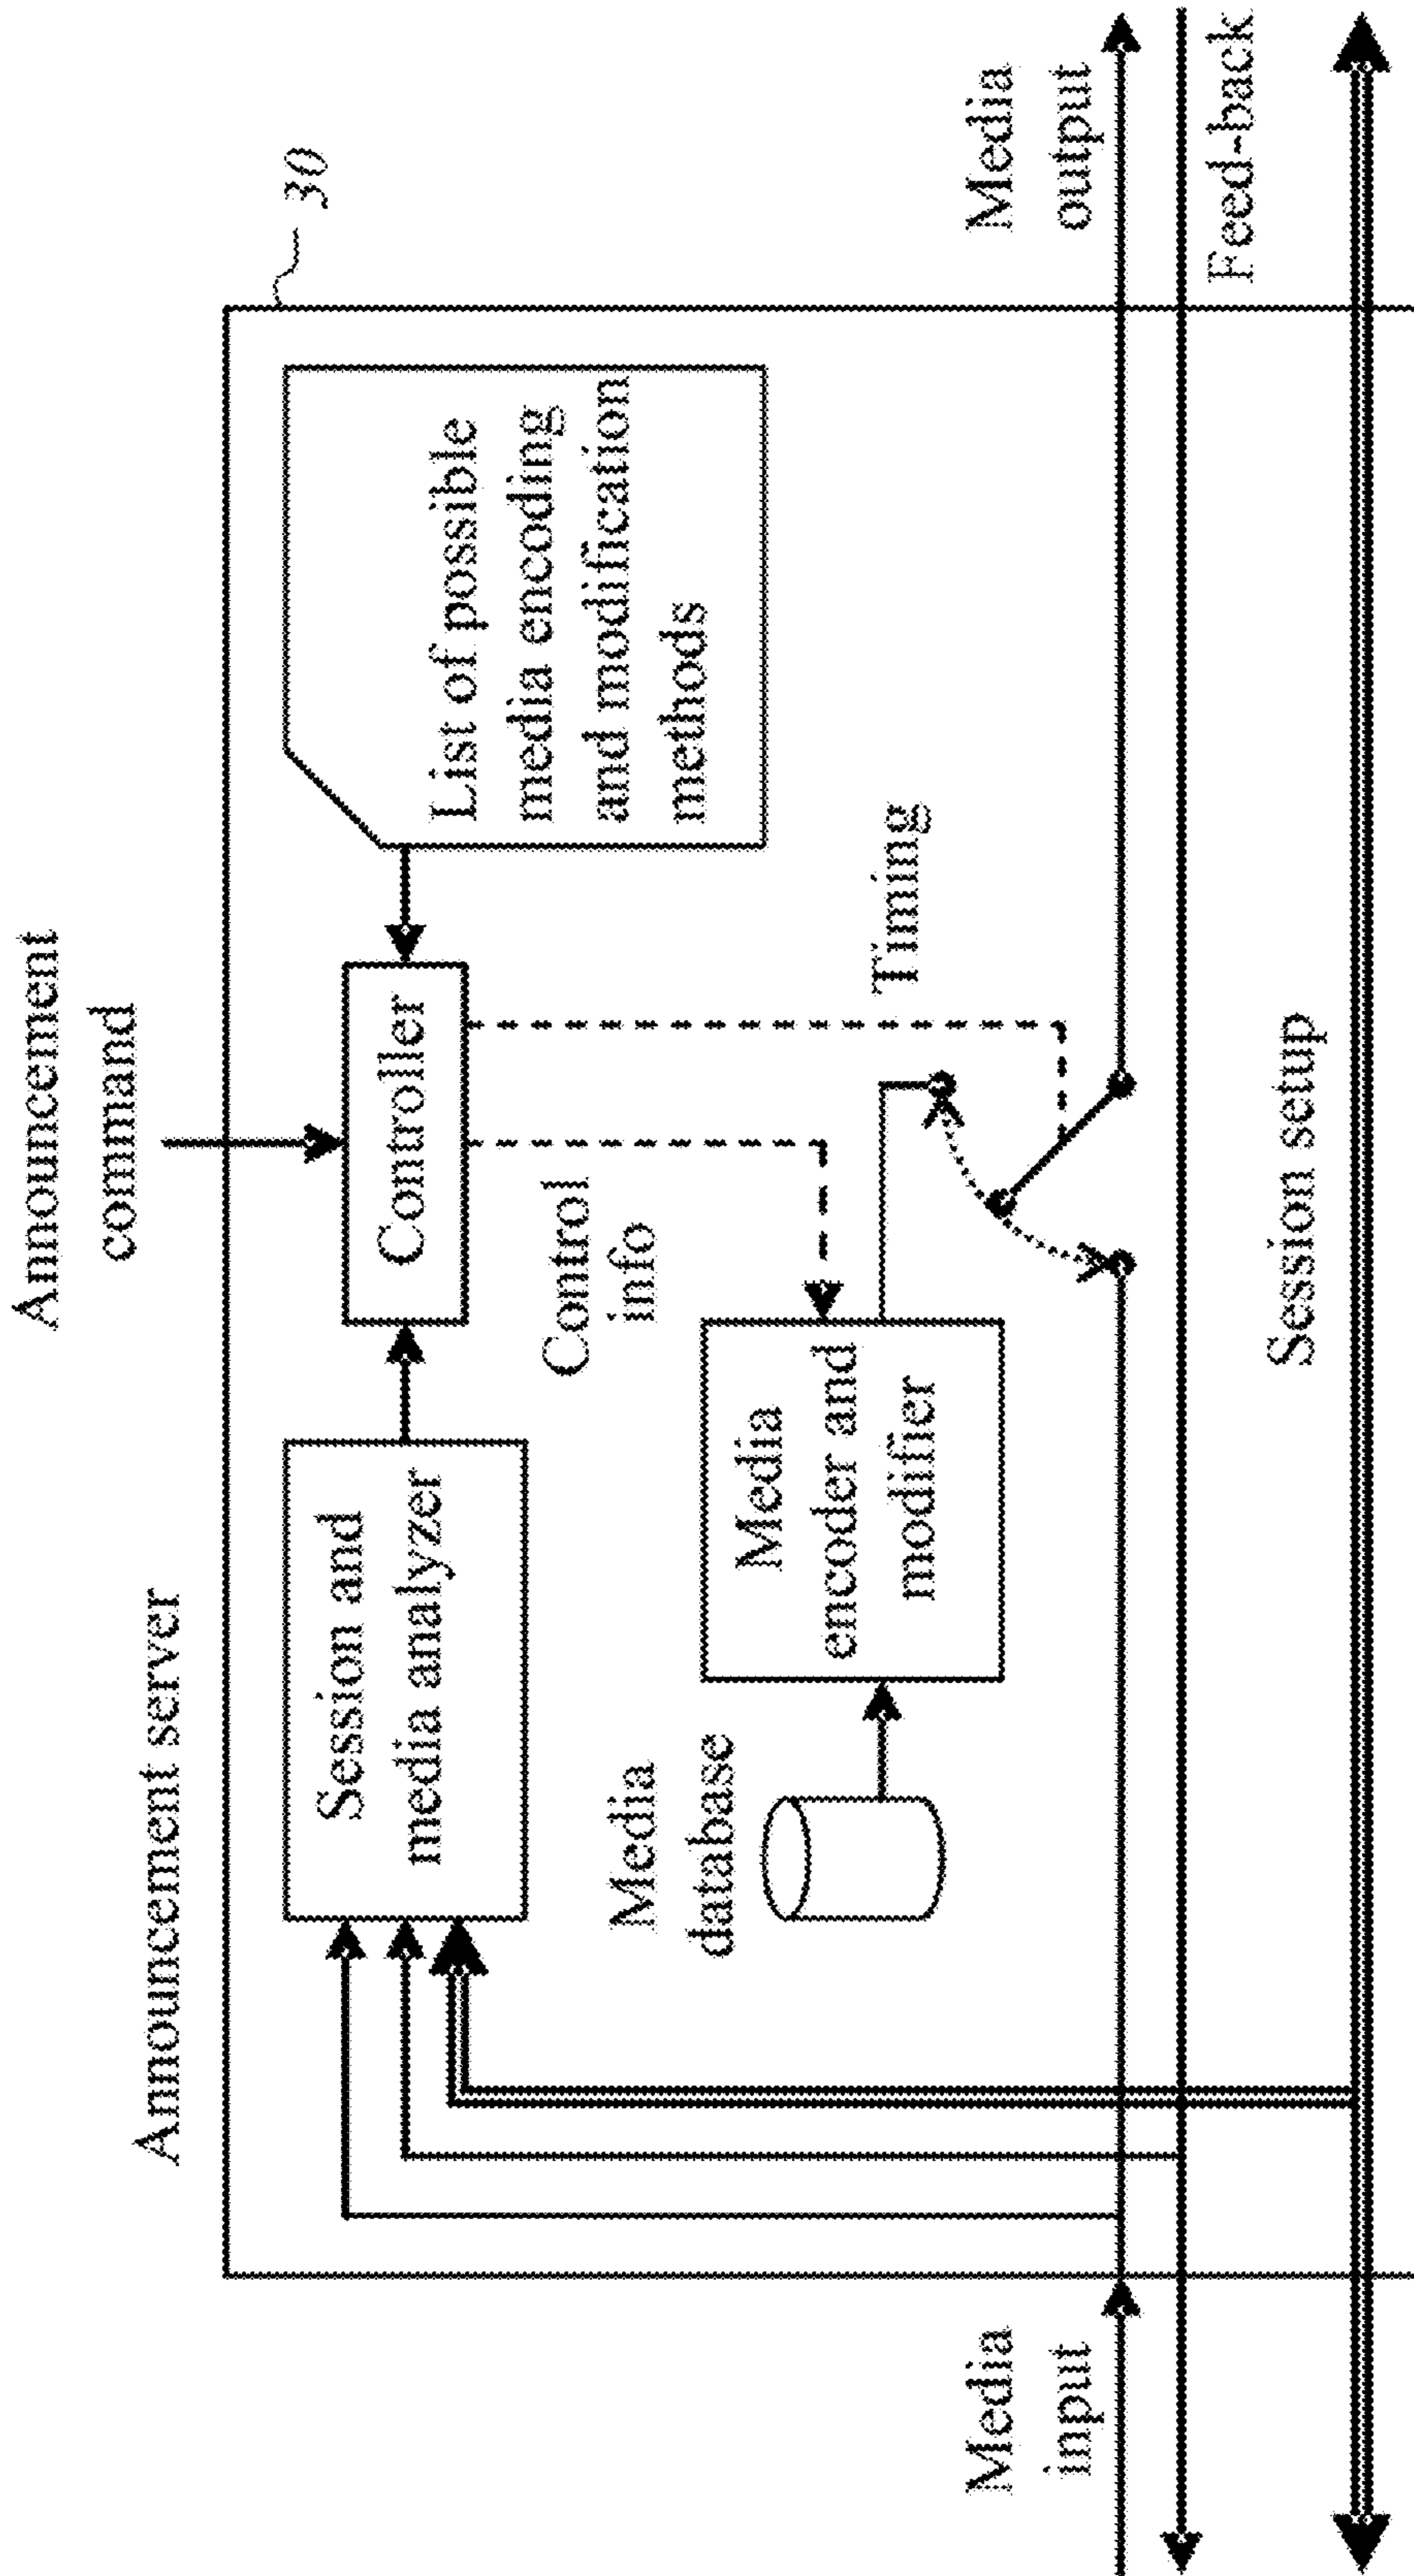 Announcement
command
Announcement server
30
Session and
media analyzer
Controller
List of possible
media encoding
and modification
methods
Control
info
Media
database
Media
encoder and
modifier
Timing
Media
input
Media
output
Feed-back
Session setup